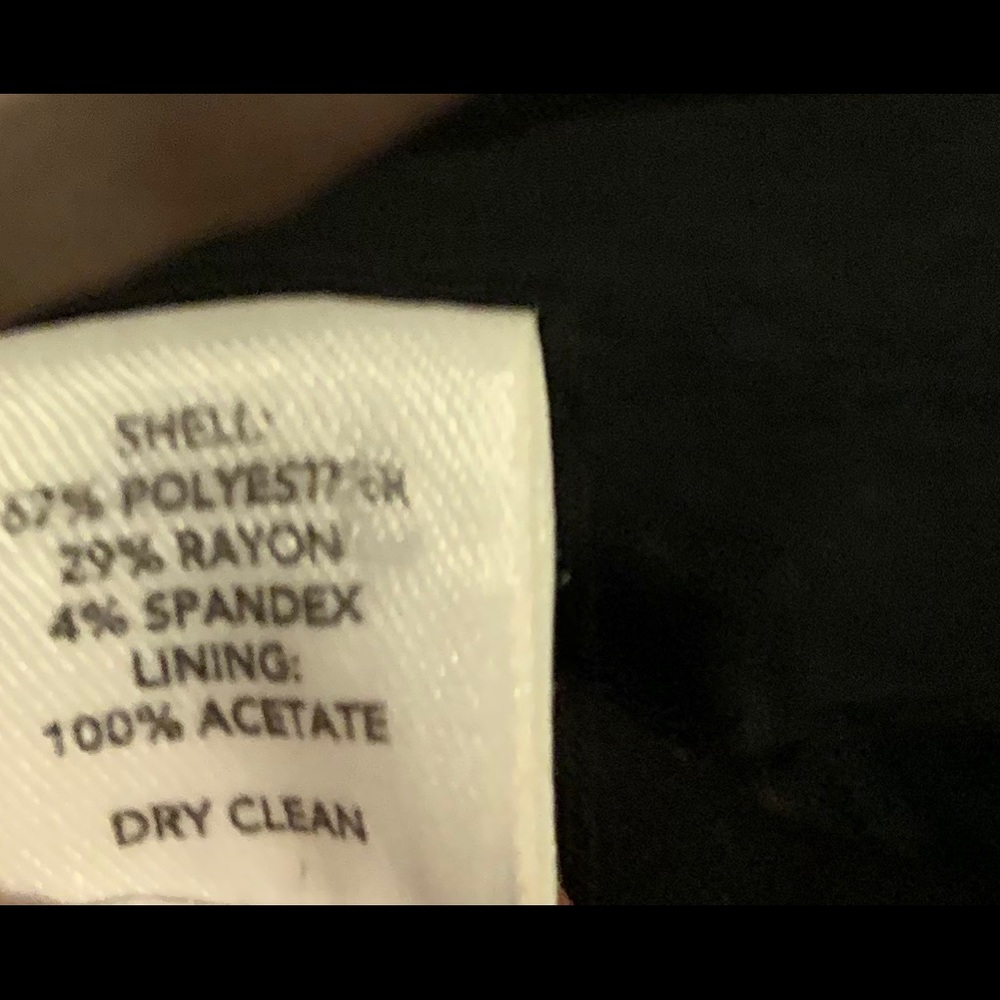 SHELL:
67% POLYESTER
29% RAYON
4% SPANDEX
LINING:
100% ACETATE
DRY CLEAN